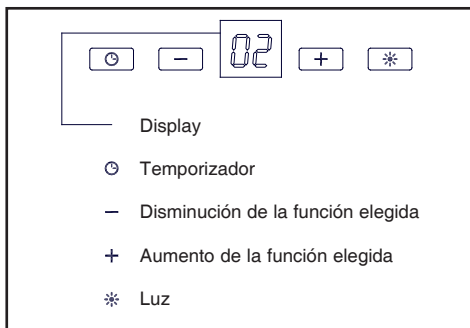 02
Display
Temporizador
− Disminución de la función elegida
+ Aumento de la función elegida
Luz